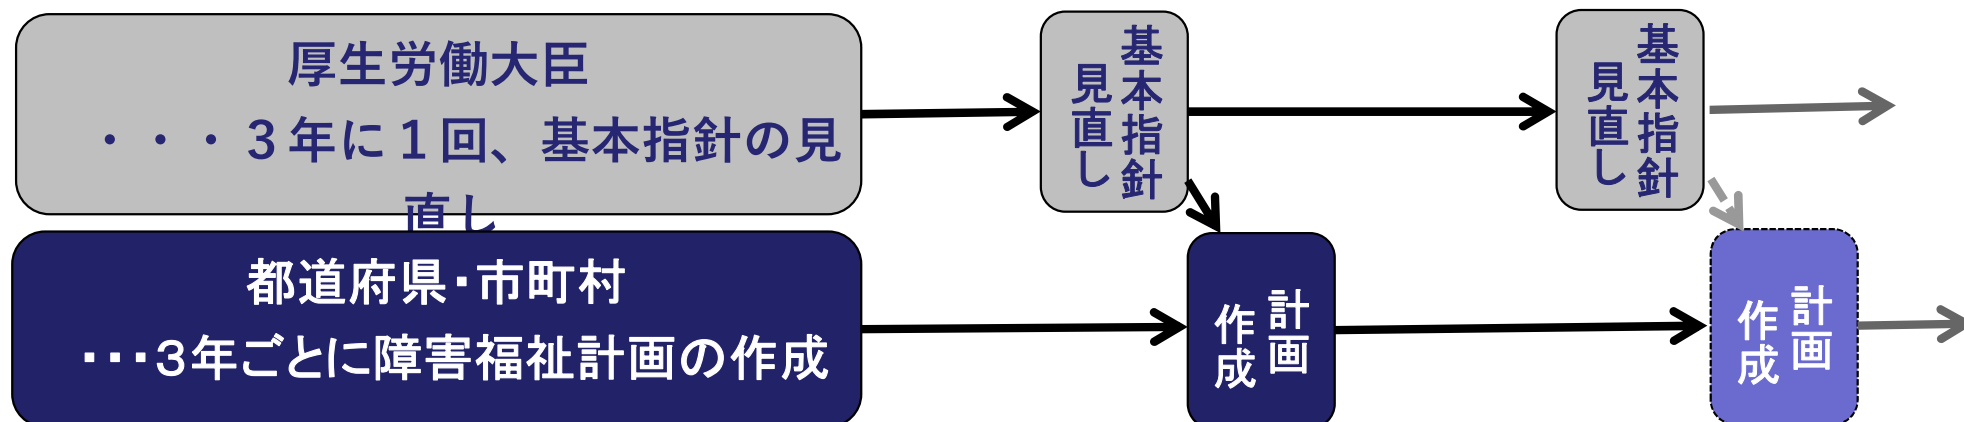 厚生労働大臣
・・・３年に１回、基本指針の見
直し
基本指針
見直し
基本指針
見直し
都道府県・市町村
・・・３年ごとに障害福祉計画の作成
計画
作成
計画
作成